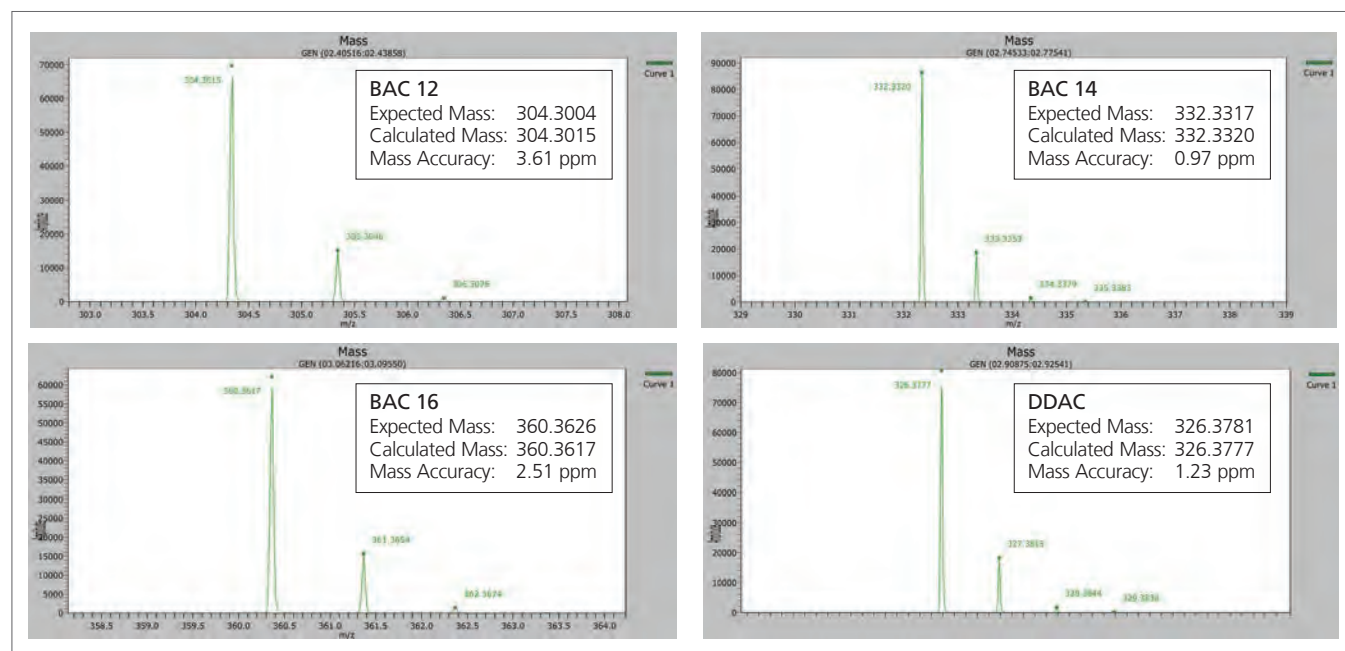 Mass
GEN (02.40516:02.43858)
Curve 1
70000
60000
50000
40000
30000
20000
10000
0
304.3015
305.3046
306.3076
BAC 12
Expected Mass: 304.3004
Calculated Mass: 304.3015
Mass Accuracy: 3.61 ppm
303.0 303.5 304.0 304.5 305.0 305.5 306.0 306.5 307.0 307.5 308.0
m/z
Mass
GEN (02.74533:02.77541)
Curve 1
90000
80000
70000
60000
50000
40000
30000
20000
10000
0
332.3320
333.3353
334.3379
335.3381
BAC 14
Expected Mass: 332.3317
Calculated Mass: 332.3320
Mass Accuracy: 0.97 ppm
329 330 331 332 333 334 335 336 337 338 339
m/z
Mass
GEN (03.06216:03.09550)
Curve 1
60000
55000
50000
45000
40000
35000
30000
25000
20000
15000
10000
5000
0
360.3617
361.3654
362.3674
BAC 16
Expected Mass: 360.3626
Calculated Mass: 360.3617
Mass Accuracy: 2.51 ppm
358.5 359.0 359.5 360.0 360.5 361.0 361.5 362.0 362.5 363.0 363.5 364.0
m/z
Mass
GEN (02.90875:02.92541)
Curve 1
80000
70000
60000
50000
40000
30000
20000
10000
0
326.3777
327.3815
328.3844
DDAC
Expected Mass: 326.3781
Calculated Mass: 326.3777
Mass Accuracy: 1.23 ppm